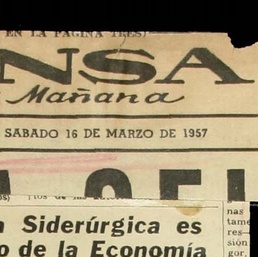 EN LA PAGINA TRES)
NSA
Mañana
SABADO 16 DE MARZO DE 1957
Siderúrgica es
o de la Economía
nas
tame
res-
sión
gor,